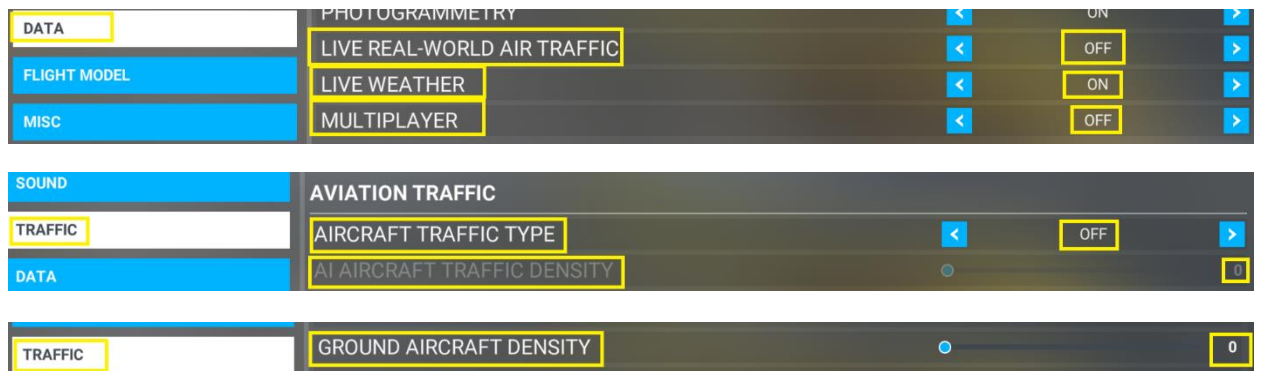 DATA
PHOTOGRAMMETRY ON
LIVE REAL-WORLD AIR TRAFFIC OFF
FLIGHT MODEL
LIVE WEATHER ON
MISC
MULTIPLAYER OFF
SOUND
AVIATION TRAFFIC
TRAFFIC
AIRCRAFT TRAFFIC TYPE OFF
DATA
AI AIRCRAFT TRAFFIC DENSITY 0
TRAFFIC
GROUND AIRCRAFT DENSITY 0